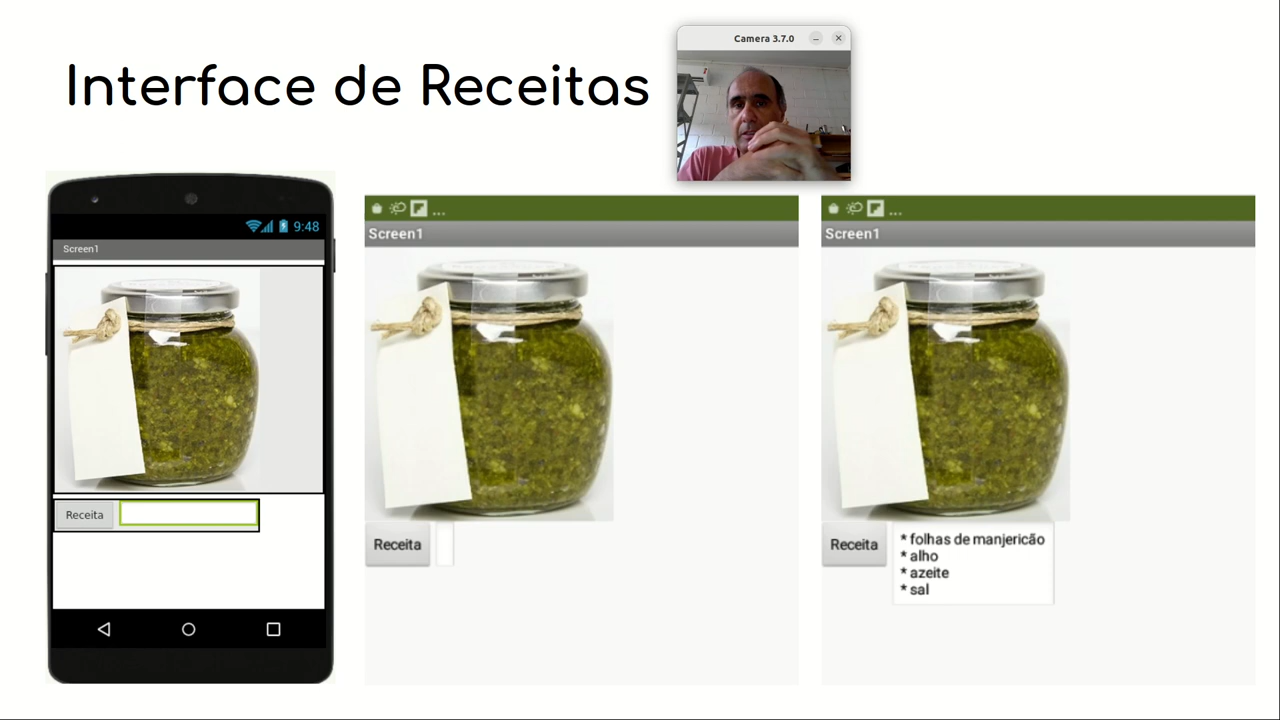 Interface de Receitas
Camera 3.7.0
9:48
Screen1
Receita
...
Screen1
Receita
...
Screen1
Receita
* folhas de manjericão
* alho
* azeite
* sal